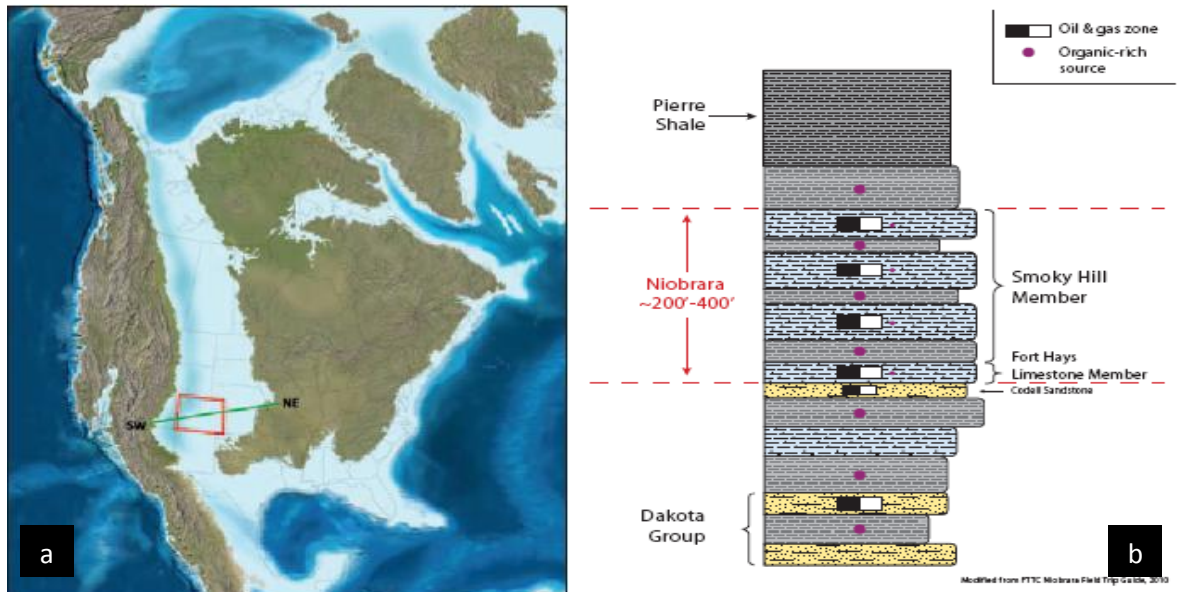 SW
NE
a
Oil & gas zone
Organic-rich
source
Pierre
Shale
Niobrara
~200'-400'
Smoky Hill
Member
Fort Hays
Limestone Member
Codell Sandstone
Dakota
Group
b
Modified from PTTC Niobrara Field Trip Guide, 2010